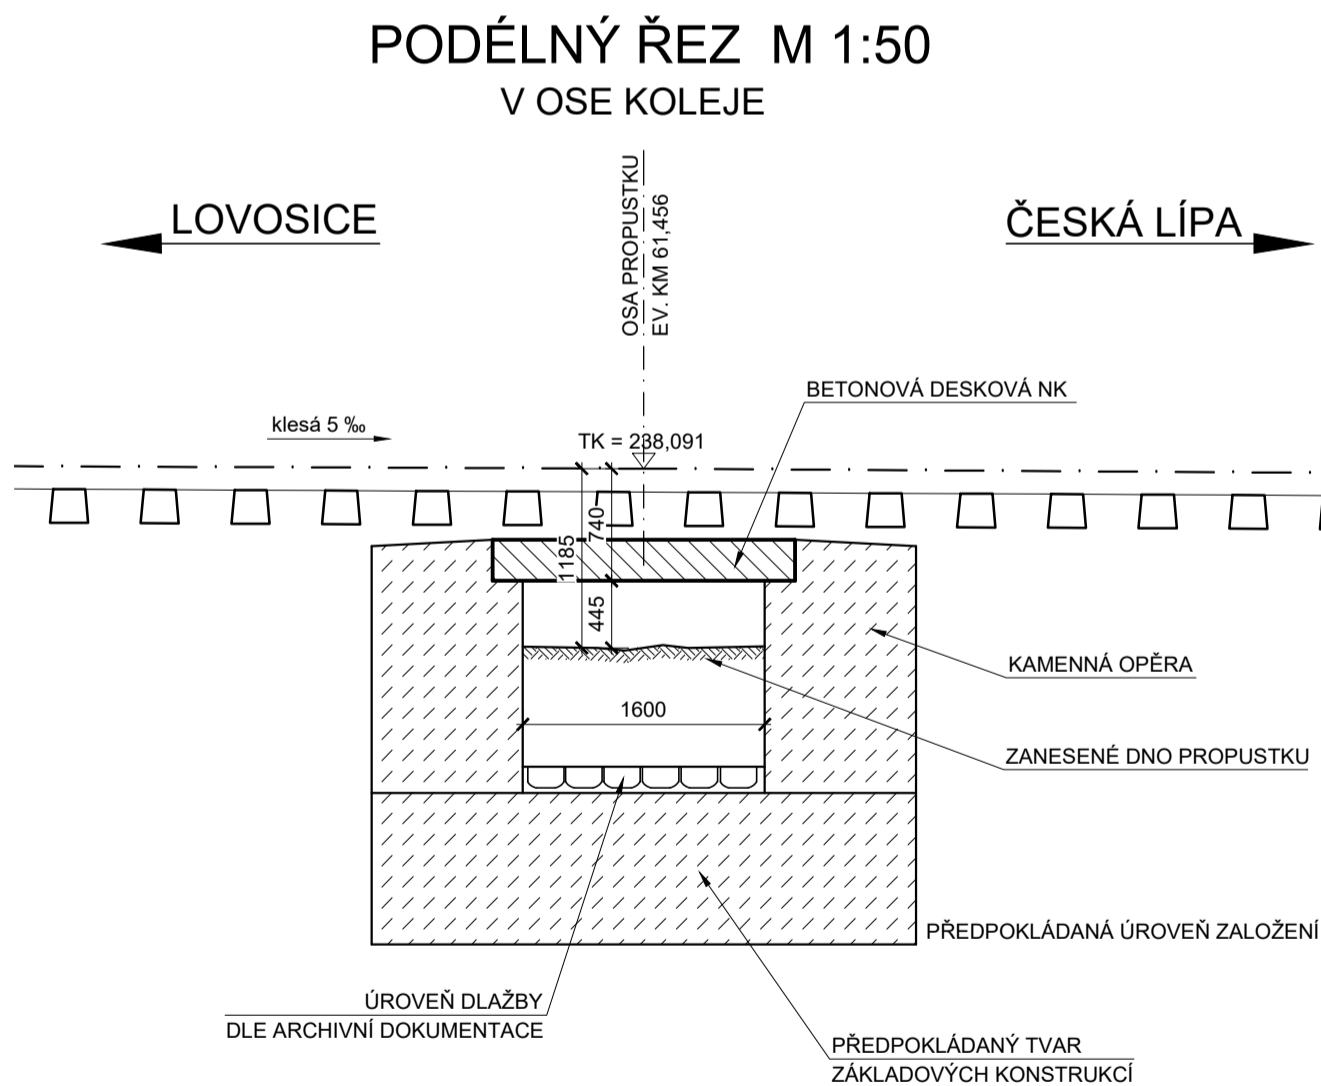 PODÉLNÝ ŘEZ M 1:50
V OSE KOLEJE
LOVOSICE
ČESKÁ LÍPA
OSA PROPUSTKU
EV. KM 61,456
BETONOVÁ DESKOVÁ NK
klesá 5 ‰
TK = 238,091
740
1185
445
KAMENNÁ OPĚRA
1600
ZANESENÉ DNO PROPUSTKU
PŘEDPOKLÁDANÁ ÚROVEŇ ZALOŽENÍ
ÚROVEŇ DLAŽBY
DLE ARCHIVNÍ DOKUMENTACE
PŘEDPOKLÁDANÝ TVAR
ZÁKLADOVÝCH KONSTRUKCÍ